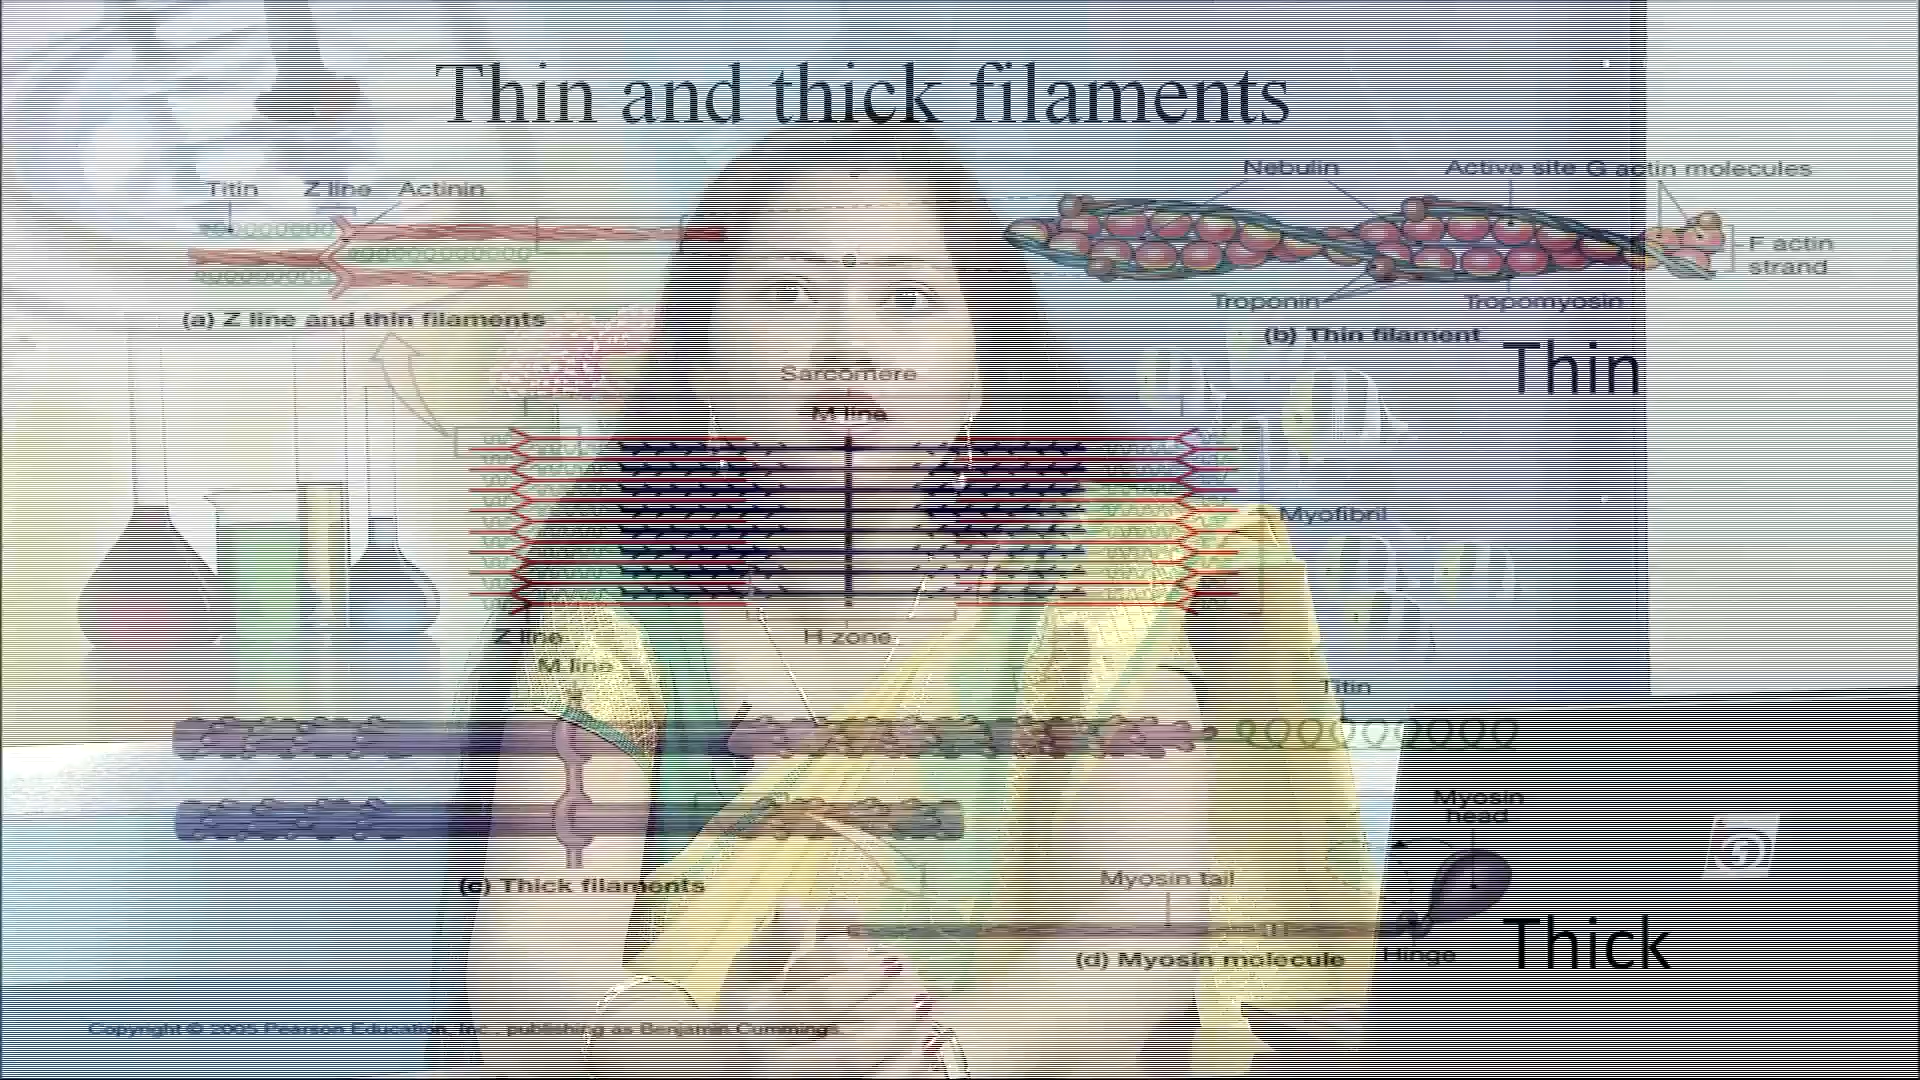 Thin and thick filaments
Nebulin
Active site G actin molecules
Titin Z line Actinin
F actin
strand
Troponin
Tropomyosin
(a) Z line and thin filaments
(b) Thin filament
Thin
Sarcomere
M line
Myofibril
Z line
H zone
M line
Titin
Myosin
head
Myosin tail
(c) Thick filaments
Thick
Hinge
(d) Myosin molecule
Copyright © 2005 Pearson Education, Inc., publishing as Benjamin Cummings.